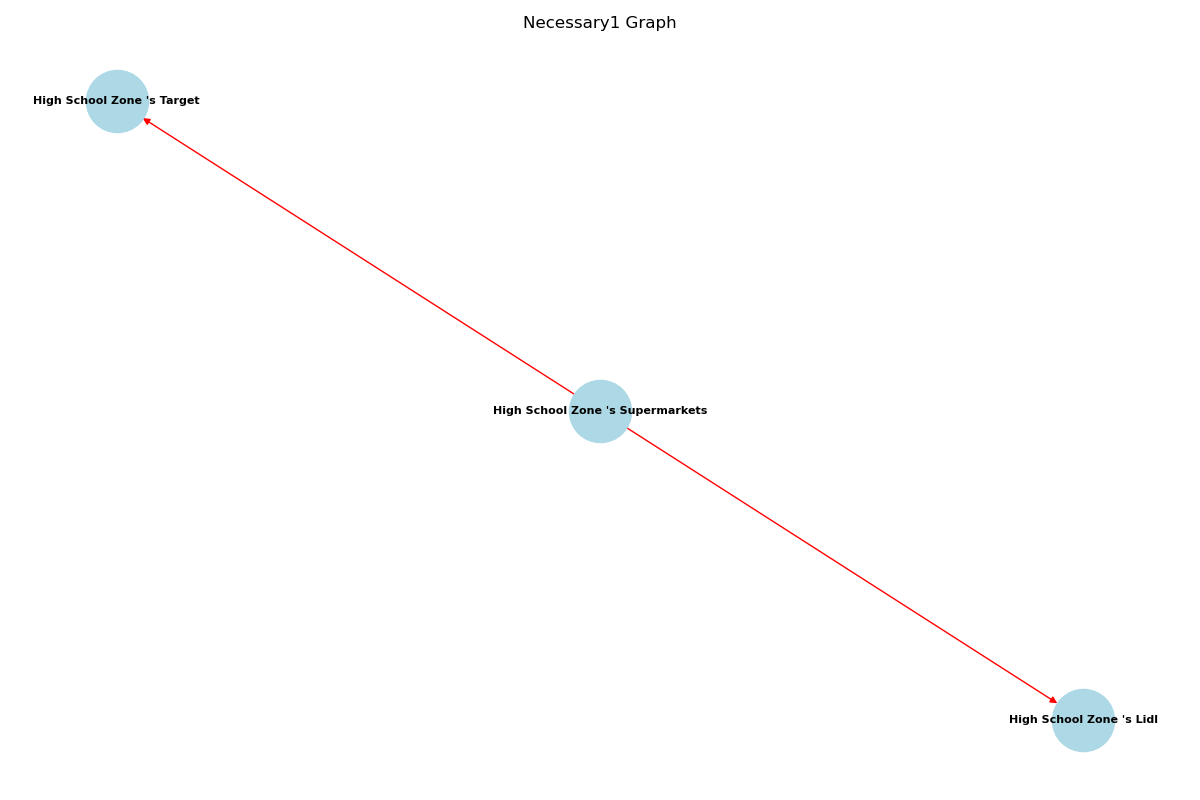 Necessary1 Graph
High School Zone 's Target
High School Zone 's Supermarkets
High School Zone 's Lidl